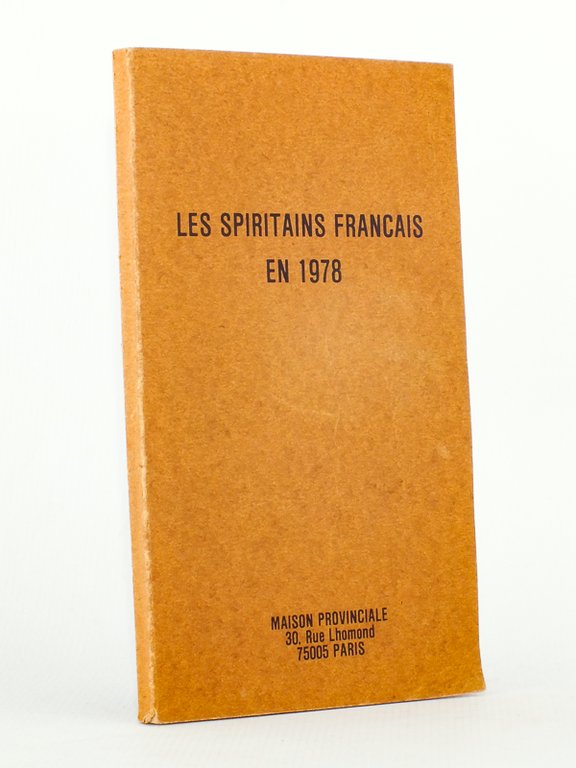 LES SPIRITAINS FRANCAIS
EN 1978
MAISON PROVINCIALE
30, Rue Lhomond
75005 PARIS